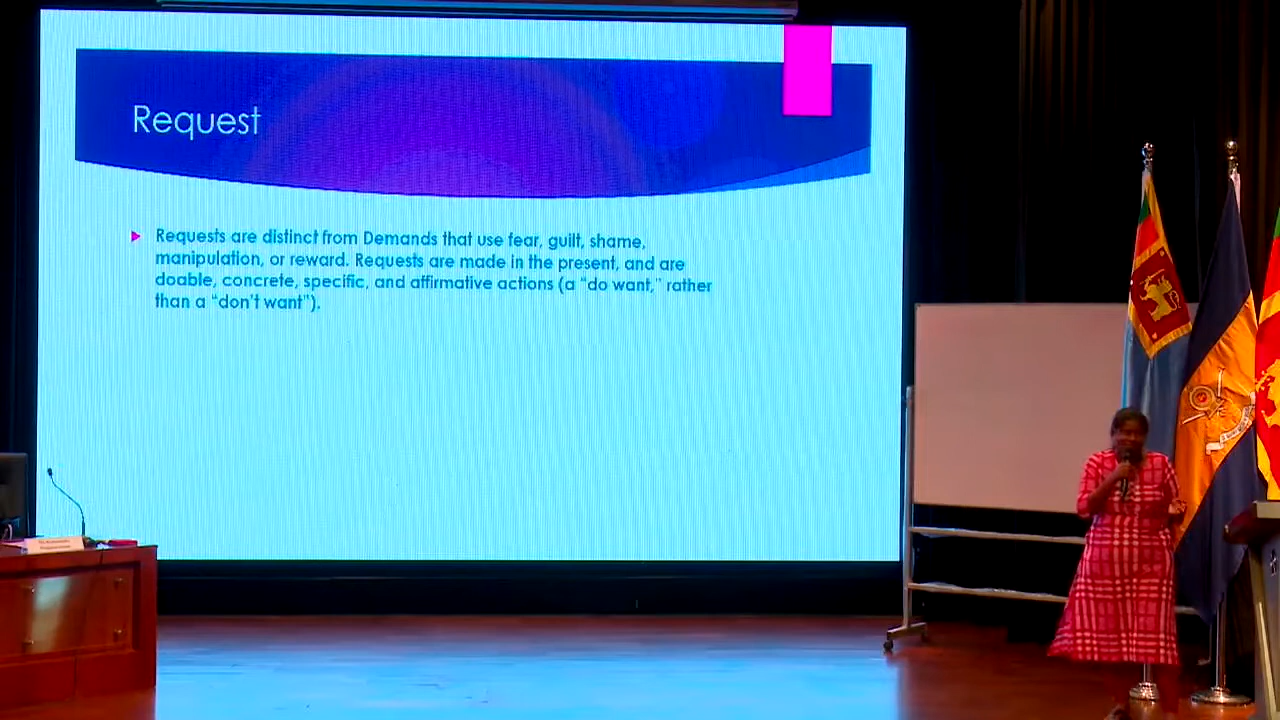 Request
Requests are distinct from Demands that use fear, guilt, shame,
manipulation, or reward. Requests are made in the present, and are
doable, concrete, specific, and affirmative actions (a “do want,” rather
than a “don’t want”).